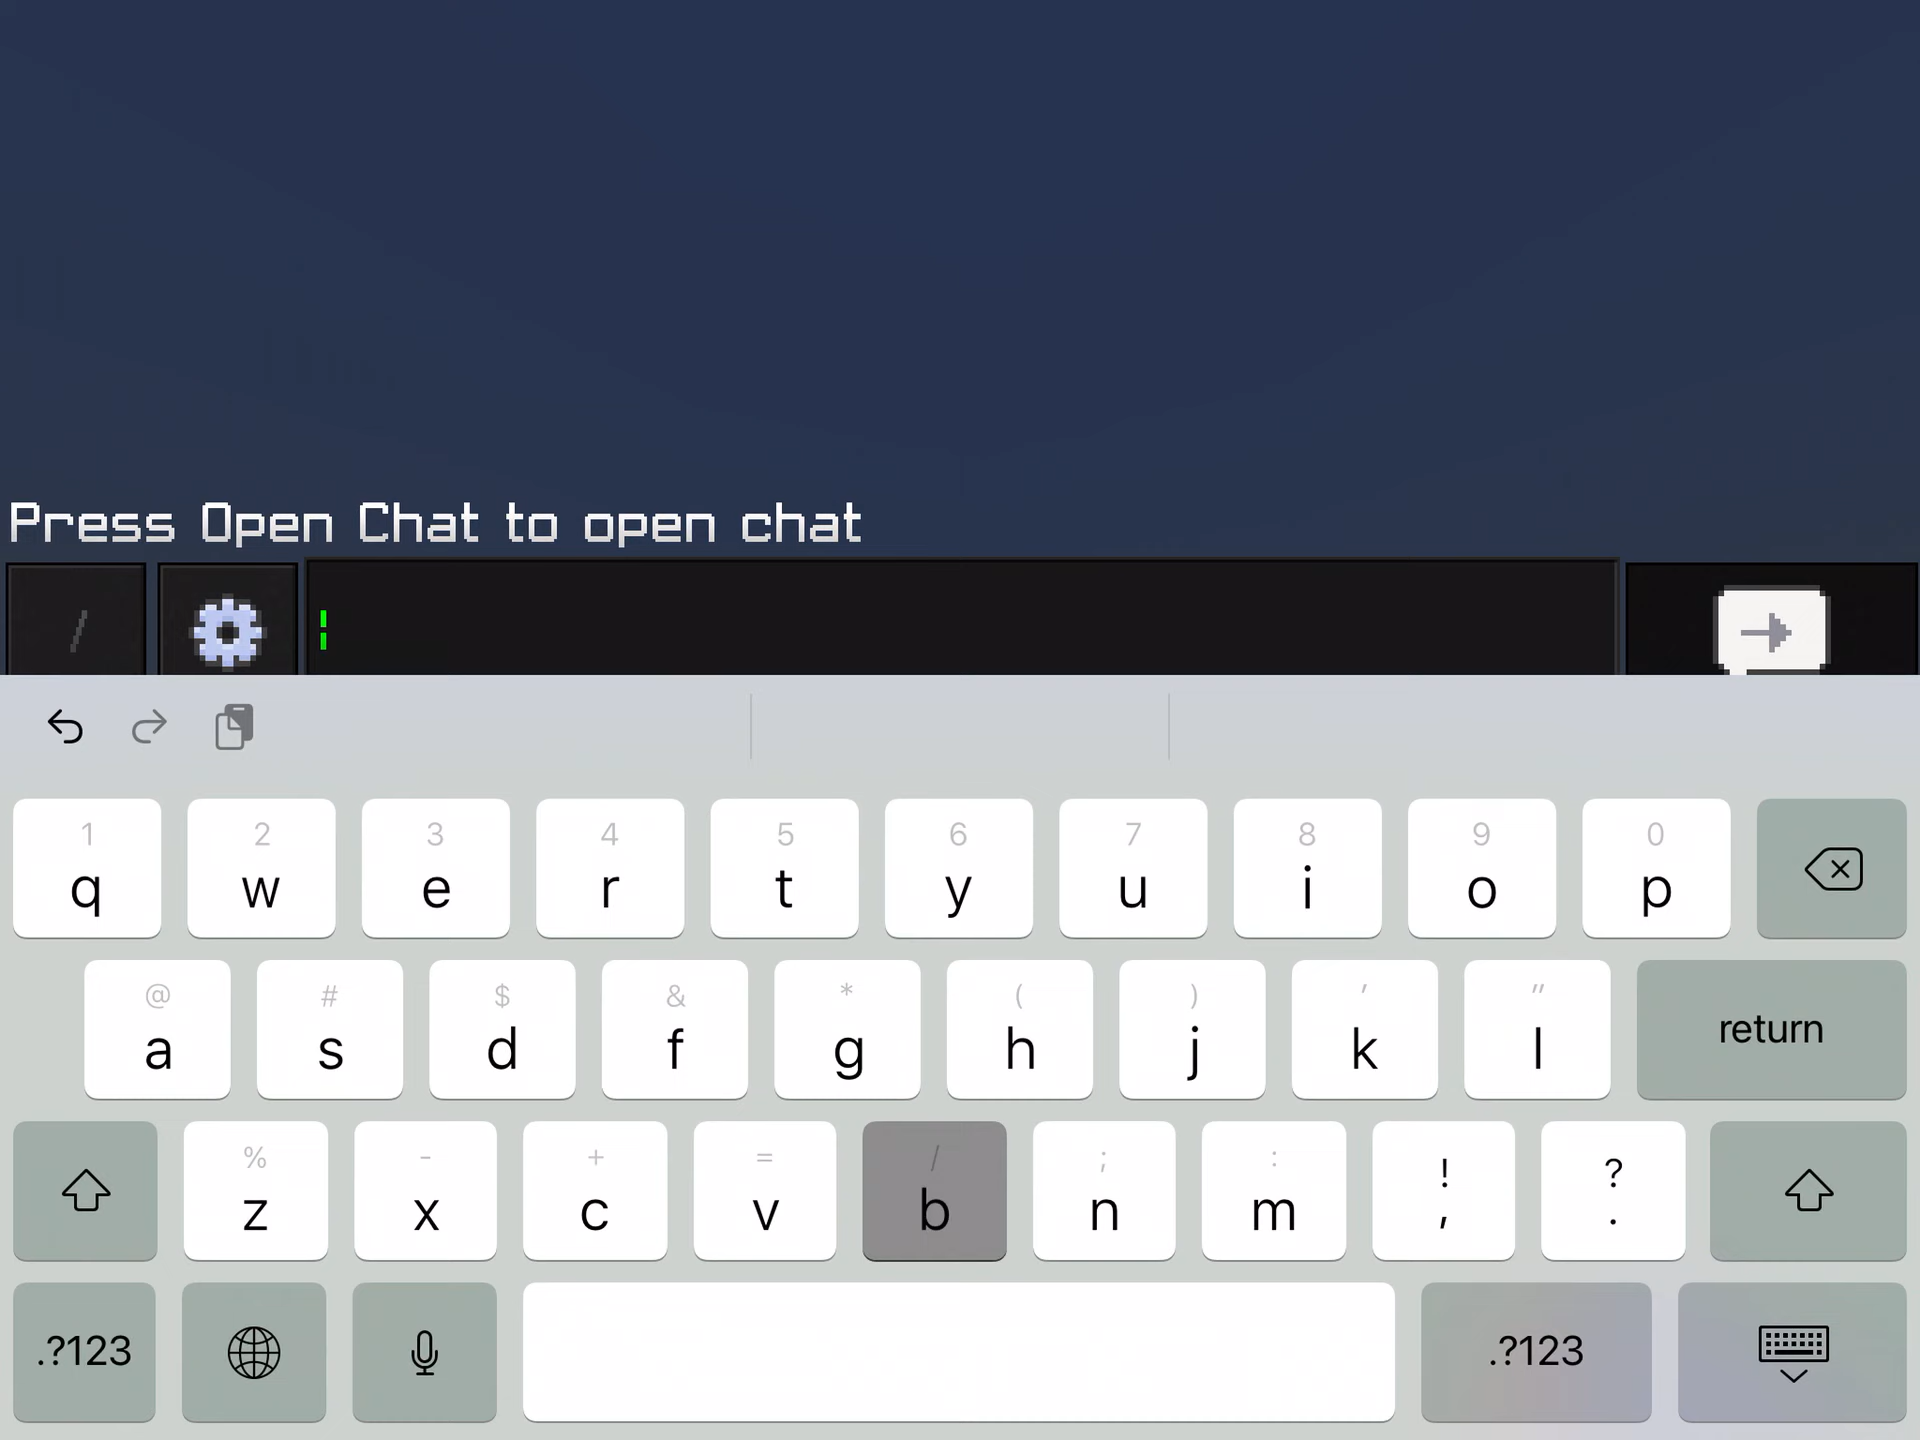 Press Open Chat to open chat
/
1 2 3 4 5 6 7 8 9 0
q w e r t y u i o p
@ # $ & * ( ) ' "
a s d f g h j k l return
% - + = / ; : ! ?
z x c v b n m , .
.?123 .?123